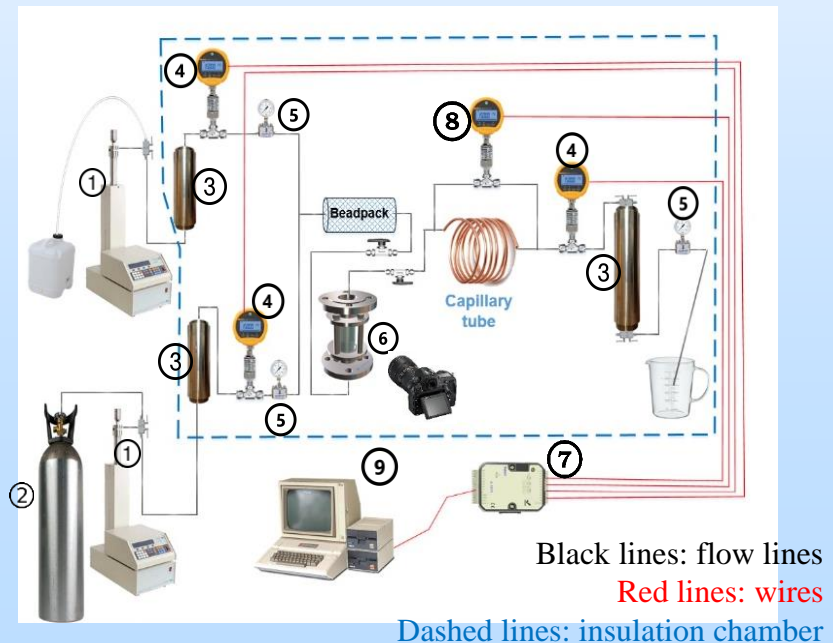 ④
⑤
⑧
④
①
③
Beadpack
⑤
④
③
Capillary
tube
③
⑥
⑤
①
②
⑨
⑦
Black lines: flow lines
Red lines: wires
Dashed lines: insulation chamber